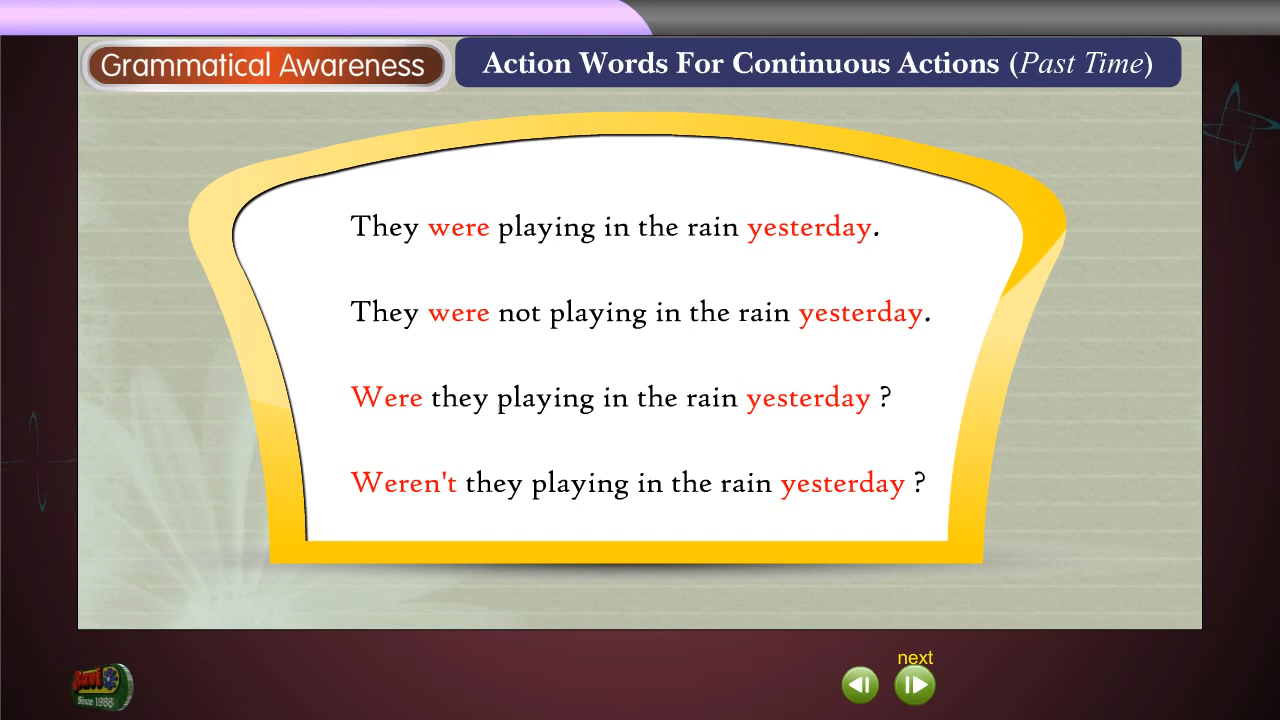 Grammatical Awareness
Action Words For Continuous Actions (Past Time)
They were playing in the rain yesterday.
They were not playing in the rain yesterday.
Were they playing in the rain yesterday ?
Weren't they playing in the rain yesterday ?
next
Since 1988